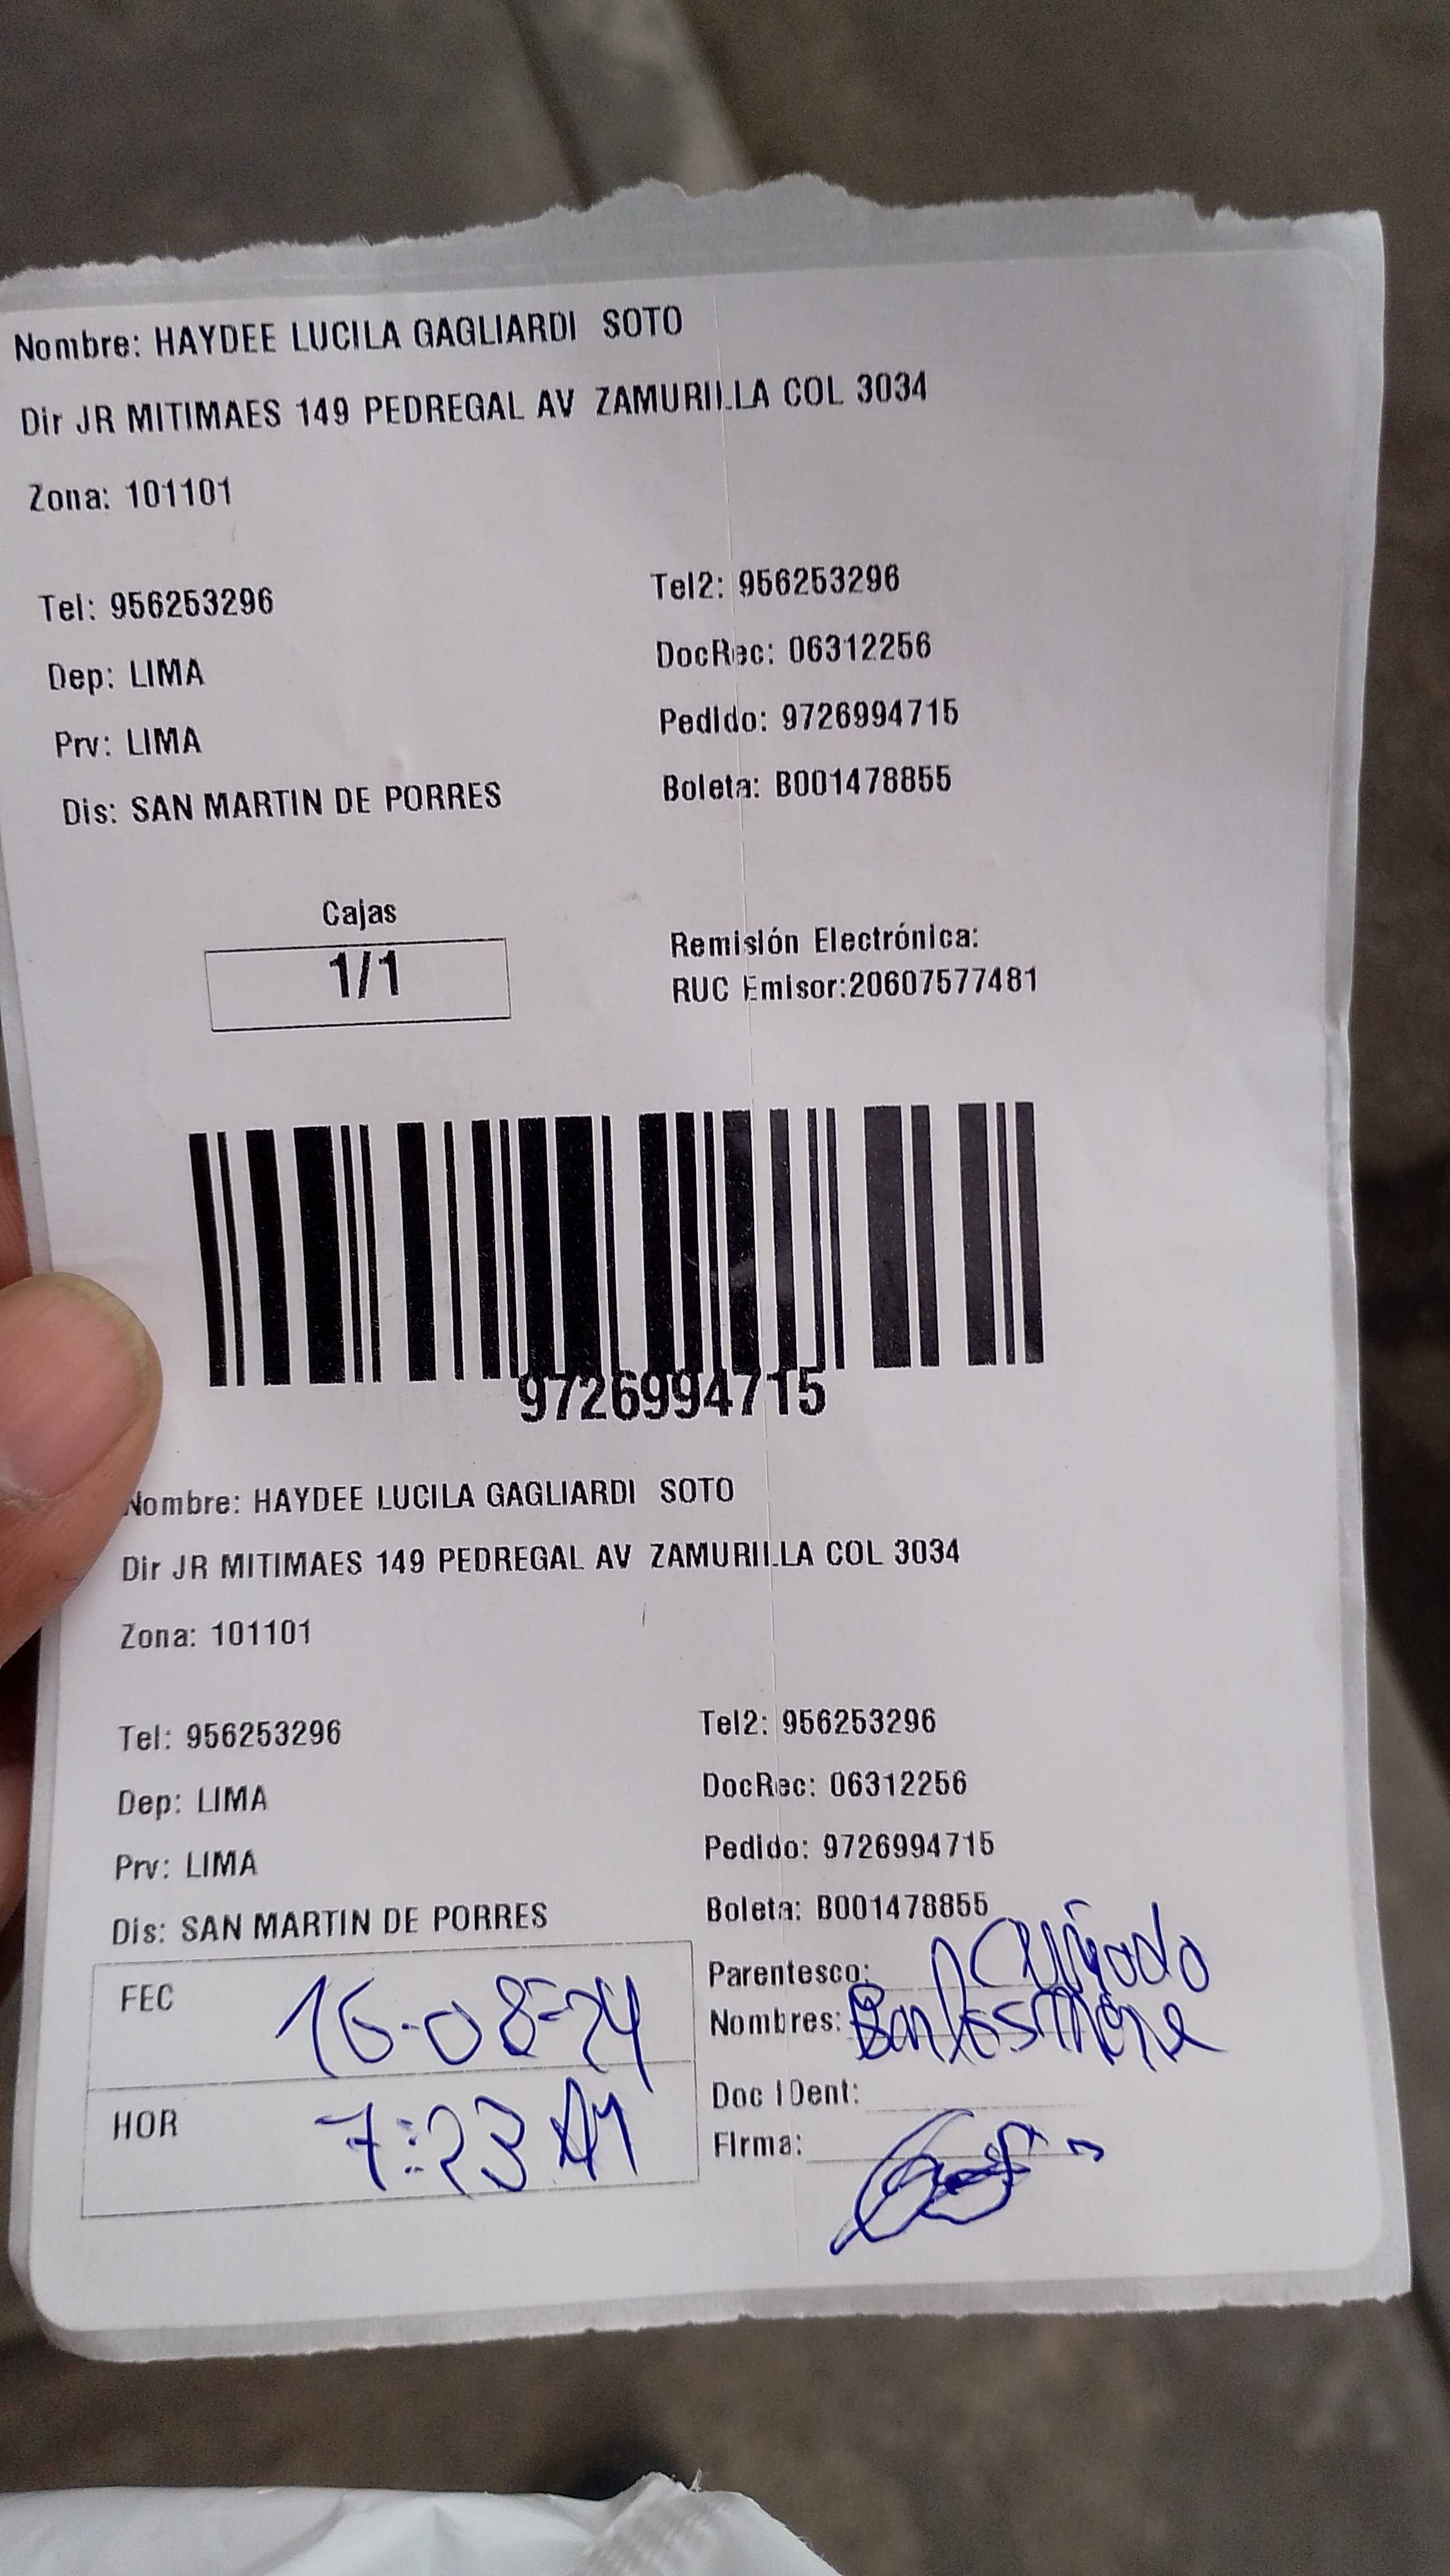 Nombre: HAYDEE LUCILA GAGLIARDI SOTO
Dir JR MITIMAES 149 PEDREGAL AV ZAMURILLA COL 3034
Zona: 101101
Tel: 956253296 Tel2: 956253296
Dep: LIMA DocRec: 06312256
Prv: LIMA Pedido: 9726994715
Dis: SAN MARTIN DE PORRES Boleta: B001478855
Cajas
1/1
Remisión Electrónica:
RUC Emisor:20607577481
9726994715
Nombre: HAYDEE LUCILA GAGLIARDI SOTO
Dir JR MITIMAES 149 PEDREGAL AV ZAMURILLA COL 3034
Zona: 101101
Tel: 956253296 Tel2: 956253296
Dep: LIMA DocRec: 06312256
Prv: LIMA Pedido: 9726994715
Dis: SAN MARTIN DE PORRES Boleta: B001478855
FEC 16-08-24
HOR 7:23
Parentesco: Cuñado
Nombres:
Doc IDent:
Firma: